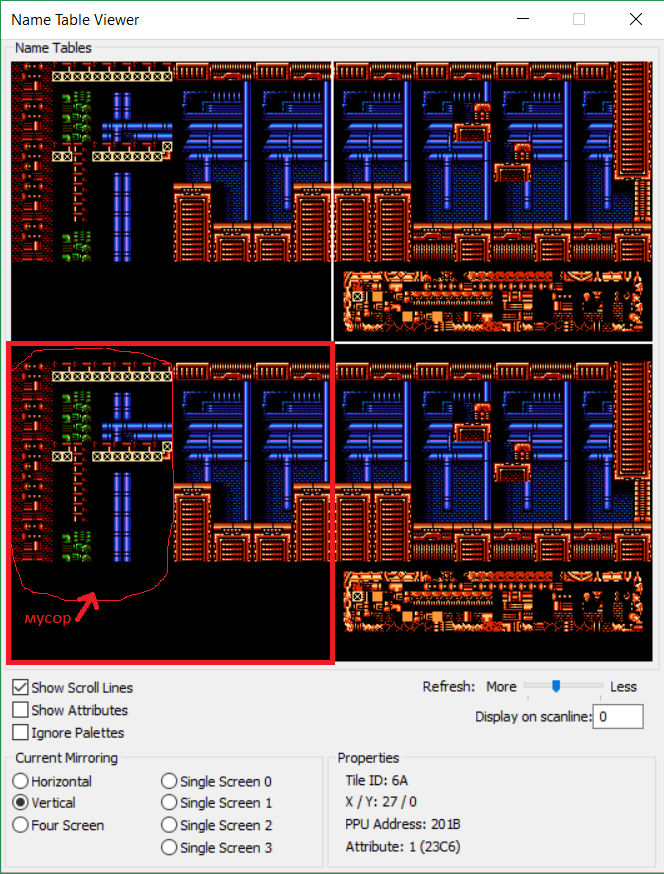 Name Table Viewer
Name Tables
мусор
Show Scroll Lines
Show Attributes
Ignore Palettes
Refresh: More Less
Display on scanline: 0
Current Mirroring
Horizontal
Vertical
Four Screen
Single Screen 0
Single Screen 1
Single Screen 2
Single Screen 3
Properties
Tile ID: 6A
X / Y: 27 / 0
PPU Address: 201B
Attribute: 1 (23C6)